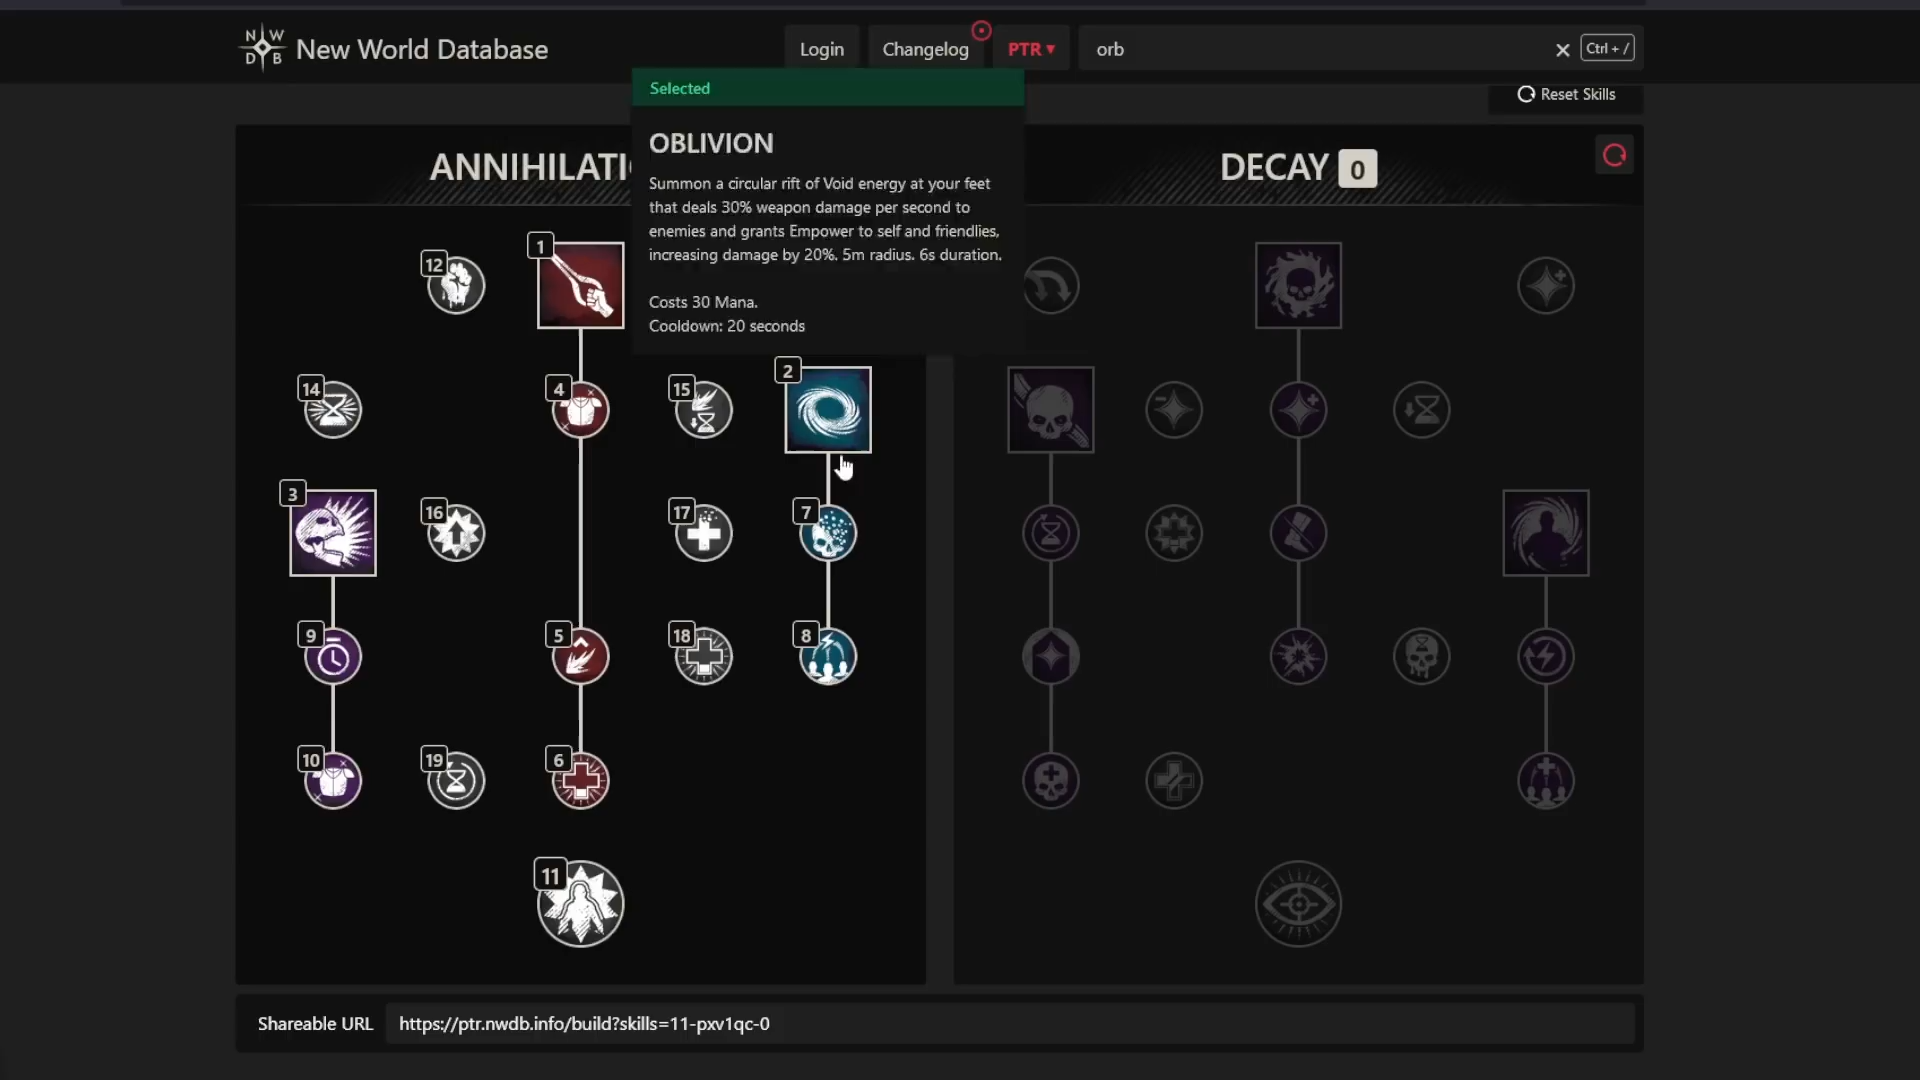 N W
D B
New World Database
Login
Changelog
PTR ▾
orb
Ctrl + /
Selected
Reset Skills
OBLIVION
Summon a circular rift of Void energy at your feet
that deals 30% weapon damage per second to
enemies and grants Empower to self and friendlies,
increasing damage by 20%. 5m radius. 6s duration.
Costs 30 Mana.
Cooldown: 20 seconds
ANNIHILATI
DECAY 0
12
1
14
4
15
2
3
16
17
7
9
5
18
8
10
19
6
11
Shareable URL
https://ptr.nwdb.info/build?skills=11-pxv1qc-0